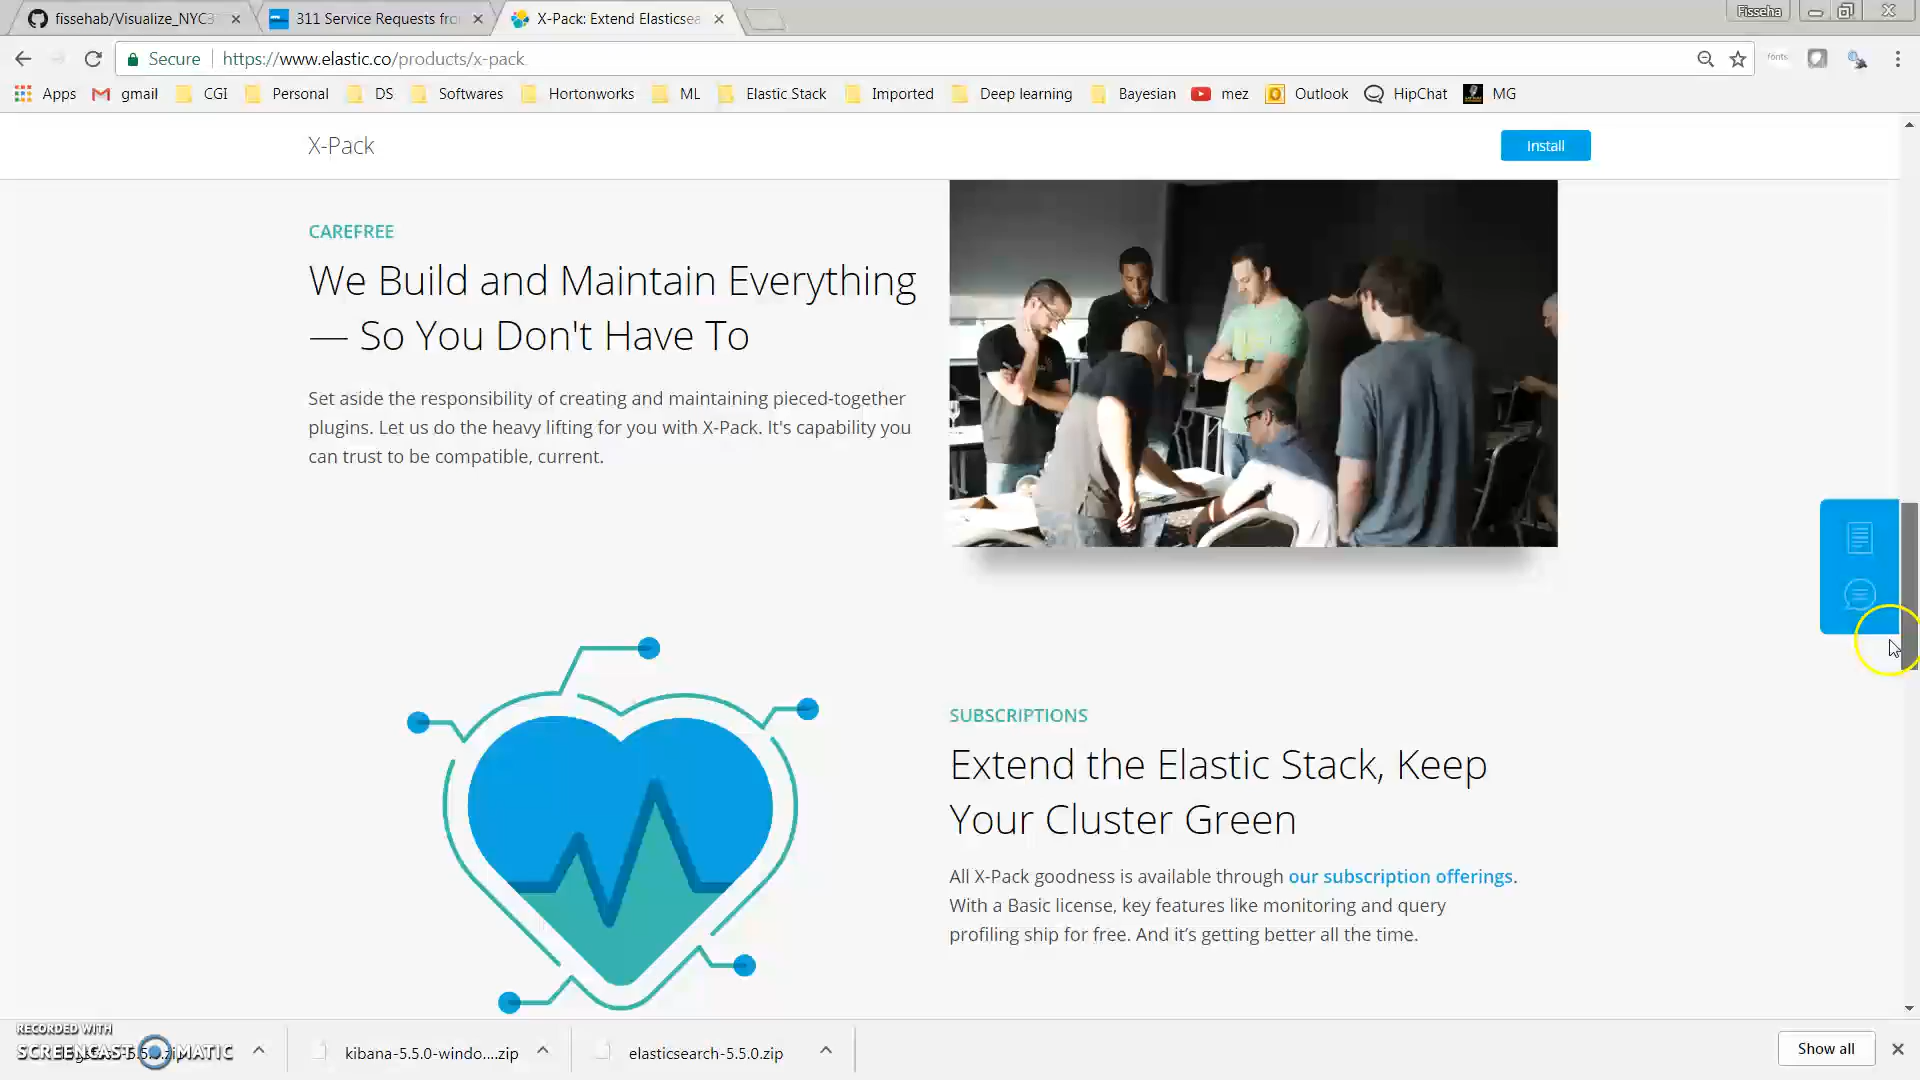 fissehab/Visualize_NYC3
311 Service Requests fro
X-Pack: Extend Elasticsea
Fisseha
Secure
https://www.elastic.co/products/x-pack
fonts
Apps
gmail
CGI
Personal
DS
Softwares
Hortonworks
ML
Elastic Stack
Imported
Deep learning
Bayesian
mez
Outlook
HipChat
MG
X-Pack
Install
CAREFREE
We Build and Maintain Everything
— So You Don't Have To
Set aside the responsibility of creating and maintaining pieced-together
plugins. Let us do the heavy lifting for you with X-Pack. It's capability you
can trust to be compatible, current.
SUBSCRIPTIONS
Extend the Elastic Stack, Keep
Your Cluster Green
All X-Pack goodness is available through our subscription offerings.
With a Basic license, key features like monitoring and query
profiling ship for free. And it's getting better all the time.
RECORDED WITH
SCREENCAST MATIC
kibana-5.5.0-windo....zip
elasticsearch-5.5.0.zip
Show all